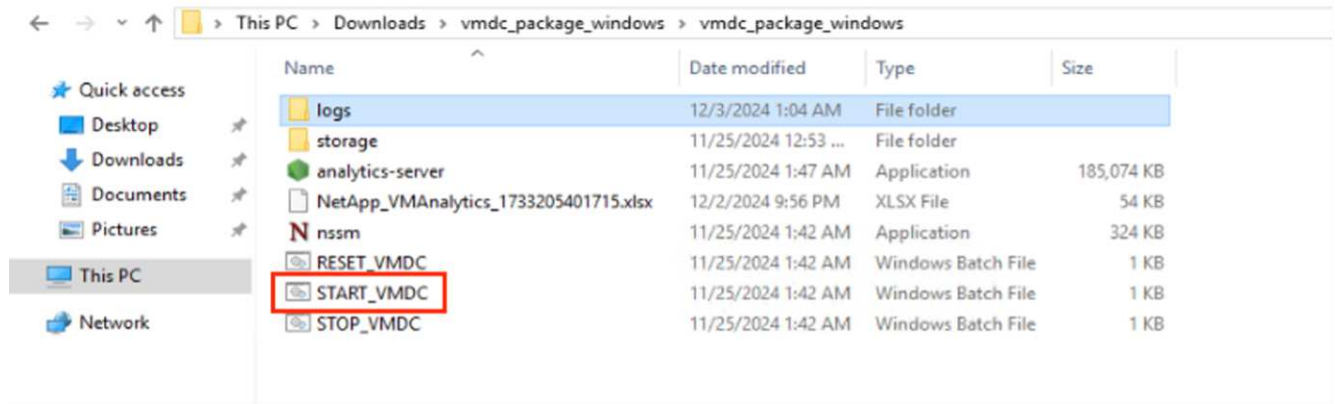 This PC > Downloads > vmdc_package_windows > vmdc_package_windows
Name Date modified Type Size
Quick access
Desktop
Downloads
Documents
Pictures
This PC
Network
logs 12/3/2024 1:04 AM File folder
storage 11/25/2024 12:53 ... File folder
analytics-server 11/25/2024 1:47 AM Application 185,074 KB
NetApp_VMAnalytics_1733205401715.xlsx 12/2/2024 9:56 PM XLSX File 54 KB
N nssm 11/25/2024 1:42 AM Application 324 KB
RESET_VMDC 11/25/2024 1:42 AM Windows Batch File 1 KB
START_VMDC 11/25/2024 1:42 AM Windows Batch File 1 KB
STOP_VMDC 11/25/2024 1:42 AM Windows Batch File 1 KB